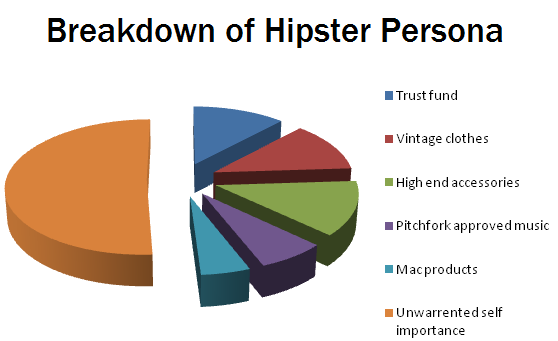 Breakdown of Hipster Persona
Trust fund
Vintage clothes
High end accessories
Pitchfork approved music
Mac products
Unwarrented self
importance